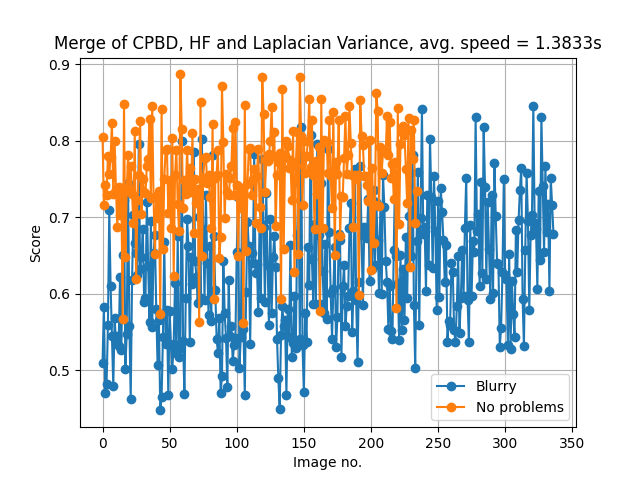 Merge of CPBD, HF and Laplacian Variance, avg. speed = 1.3833s
0.9
0.8
0.7
0.6
0.5
Score
0 50 100 150 200 250 300 350
Image no.
Blurry
No problems